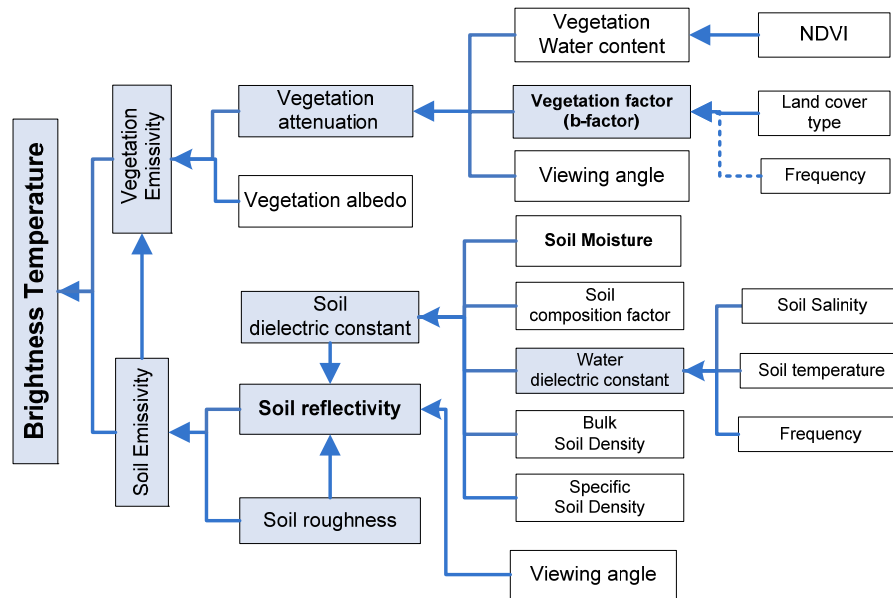 Brightness Temperature
Vegetation
Emissivity
Soil Emissivity
Vegetation
attenuation
Vegetation albedo
Soil
dielectric constant
Soil reflectivity
Soil roughness
Vegetation
Water content
Vegetation factor
(b-factor)
Viewing angle
Soil Moisture
Soil
composition factor
Water
dielectric constant
Bulk
Soil Density
Specific
Soil Density
Viewing angle
NDVI
Land cover
type
Frequency
Soil Salinity
Soil temperature
Frequency